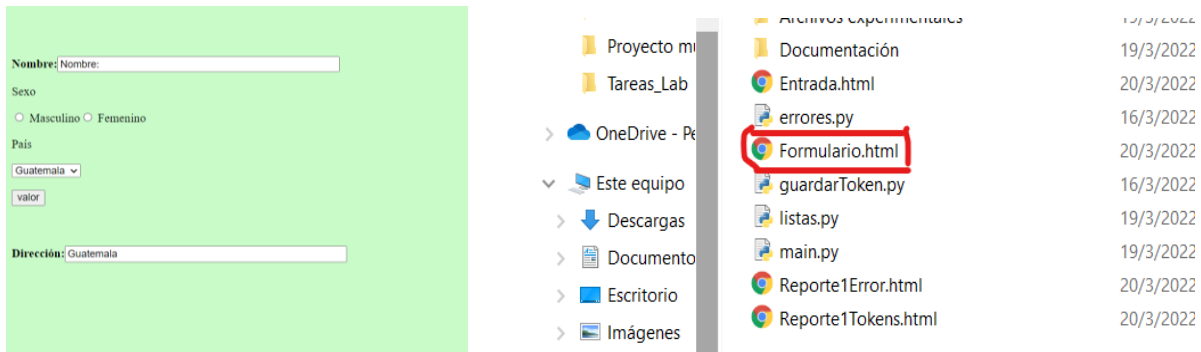 Nombre: Nombre:
Sexo
Masculino Femenino
País
Guatemala
valor
Dirección: Guatemala
Proyecto
Tareas_Lab
OneDrive - Pe
Este equipo
Descargas
Documento
Escritorio
Imágenes
Archivos experimentales
Documentación 19/3/2022
Entrada.html 20/3/2022
errores.py 16/3/2022
Formulario.html 20/3/2022
guardarToken.py 16/3/2022
listas.py 19/3/2022
main.py 19/3/2022
Reporte1Error.html 20/3/2022
Reporte1Tokens.html 20/3/2022